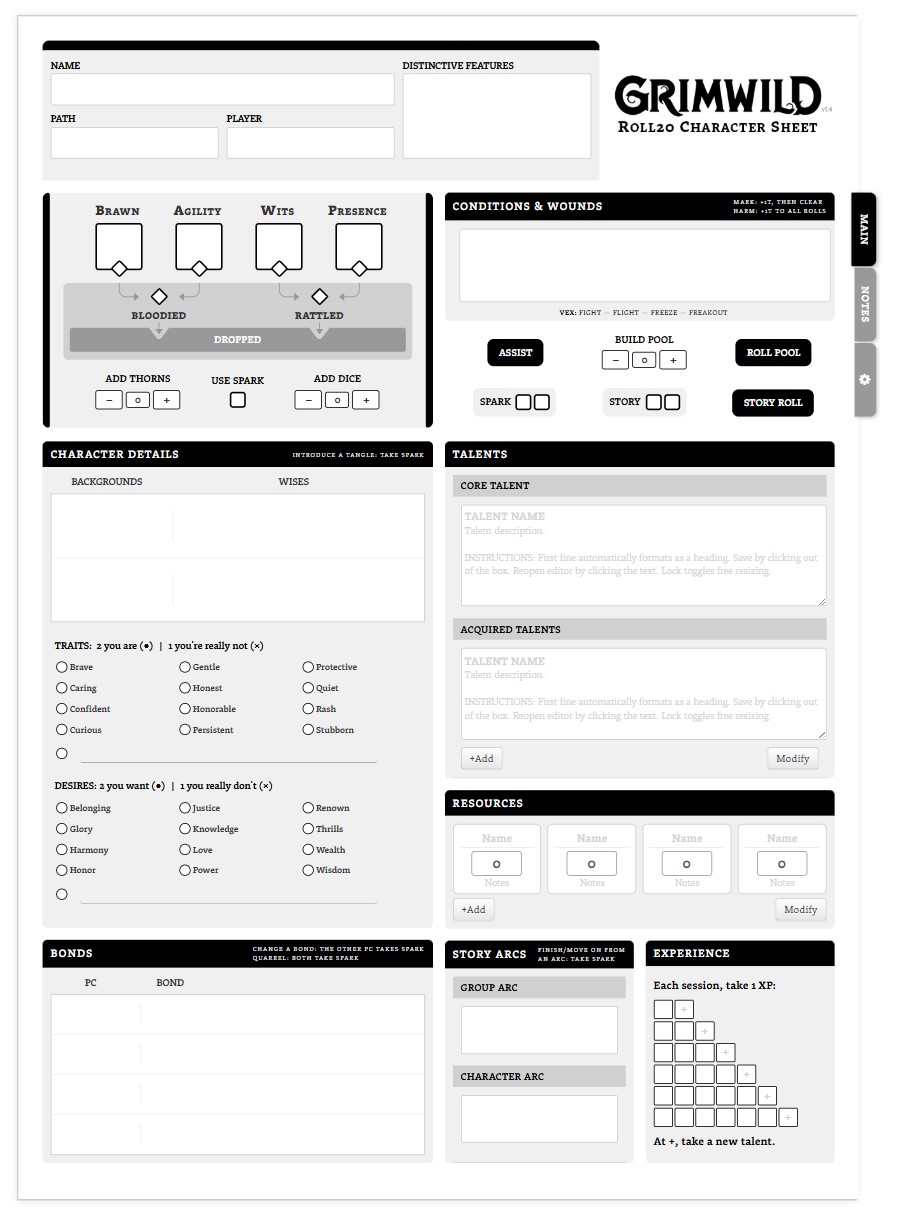 NAME
DISTINCTIVE FEATURES
PATH
PLAYER
GRIMWILD
v1.4
ROLL20 CHARACTER SHEET
BRAWN AGILITY WITS PRESENCE
BLOODIED RATTLED
DROPPED
ADD THORNS USE SPARK ADD DICE
− 0 + − 0 +
CONDITIONS & WOUNDS
MARK: +1T, THEN CLEAR
HARM: +1T TO ALL ROLLS
VEX: FIGHT — FLIGHT — FREEZE — FREAKOUT
ASSIST
BUILD POOL
− 0 +
ROLL POOL
SPARK
STORY
STORY ROLL
MAIN
NOTES
CHARACTER DETAILS
INTRODUCE A TANGLE: TAKE SPARK
BACKGROUNDS WISES
TRAITS: 2 you are (●) | 1 you're really not (×)
Brave Gentle Protective
Caring Honest Quiet
Confident Honorable Rash
Curious Persistent Stubborn
DESIRES: 2 you want (●) | 1 you really don't (×)
Belonging Justice Renown
Glory Knowledge Thrills
Harmony Love Wealth
Honor Power Wisdom
TALENTS
CORE TALENT
TALENT NAME
Talent description.
INSTRUCTIONS: First line automatically formats as a heading. Save by clicking out
of the box. Reopen editor by clicking the text. Lock toggles free resizing.
ACQUIRED TALENTS
TALENT NAME
Talent description.
INSTRUCTIONS: First line automatically formats as a heading. Save by clicking out
of the box. Reopen editor by clicking the text. Lock toggles free resizing.
+Add Modify
RESOURCES
Name Name Name Name
0 0 0 0
Notes Notes Notes Notes
+Add Modify
BONDS
CHANGE A BOND: THE OTHER PC TAKES SPARK
QUARREL: BOTH TAKE SPARK
PC BOND
STORY ARCS
FINISH/MOVE ON FROM
AN ARC: TAKE SPARK
GROUP ARC
CHARACTER ARC
EXPERIENCE
Each session, take 1 XP:
+
+
+
+
+
+
At +, take a new talent.